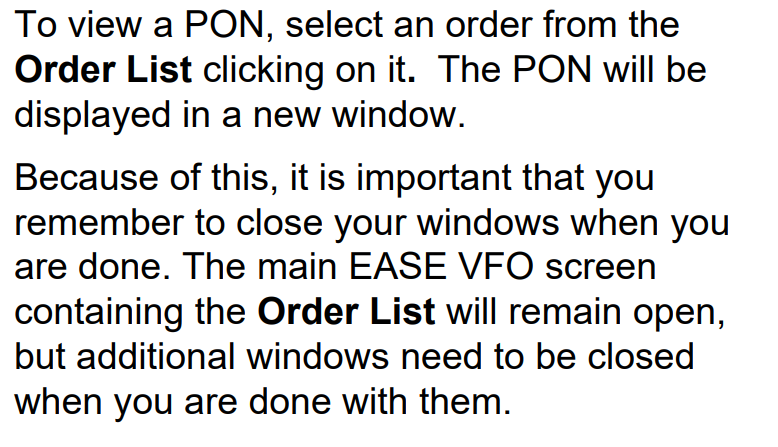 To view a PON, select an order from the
Order List clicking on it.  The PON will be
displayed in a new window.
Because of this, it is important that you
remember to close your windows when you
are done. The main EASE VFO screen
containing the Order List will remain open,
but additional windows need to be closed
when you are done with them.